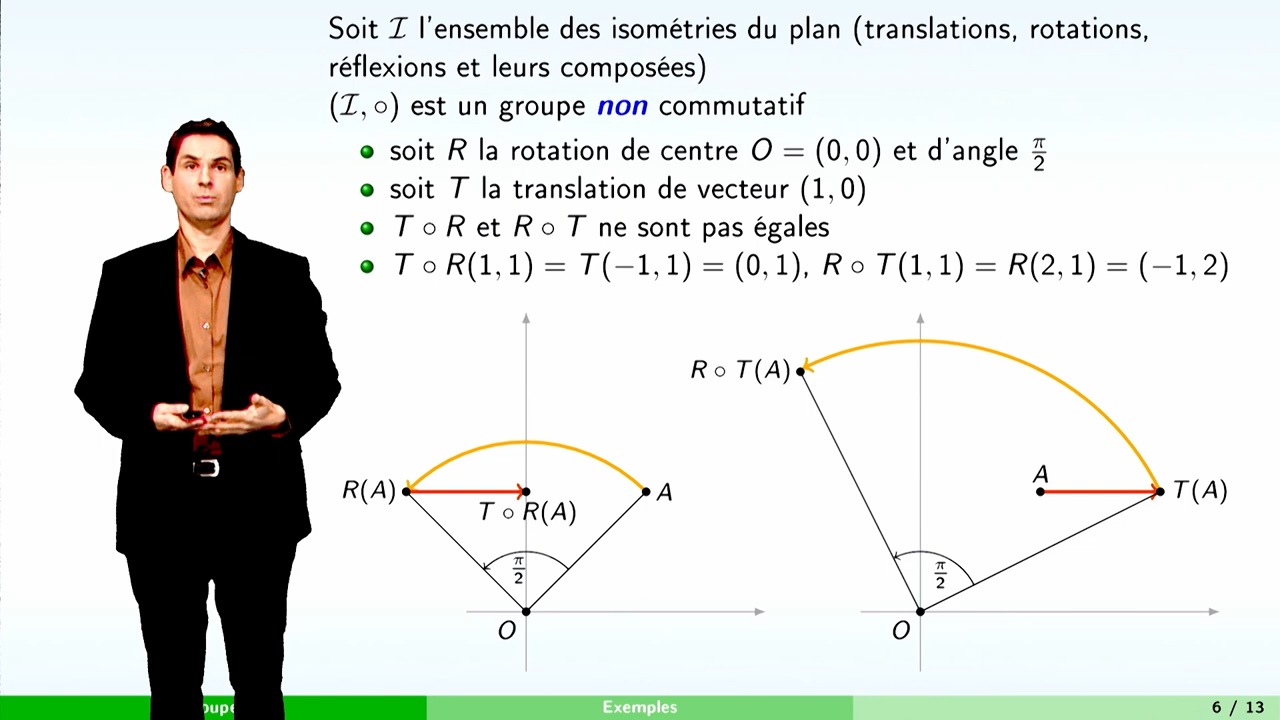 Soit ℐ l'ensemble des isométries du plan (translations, rotations,
réflexions et leurs composées)
(ℐ, ∘) est un groupe non commutatif
soit R la rotation de centre O = (0, 0) et d'angle π/2
soit T la translation de vecteur (1, 0)
T ∘ R et R ∘ T ne sont pas égales
T ∘ R(1, 1) = T(−1, 1) = (0, 1), R ∘ T(1, 1) = R(2, 1) = (−1, 2)
R(A)
A
T ∘ R(A)
π/2
O
R ∘ T(A)
A
T(A)
π/2
O
Exemples
6 / 13